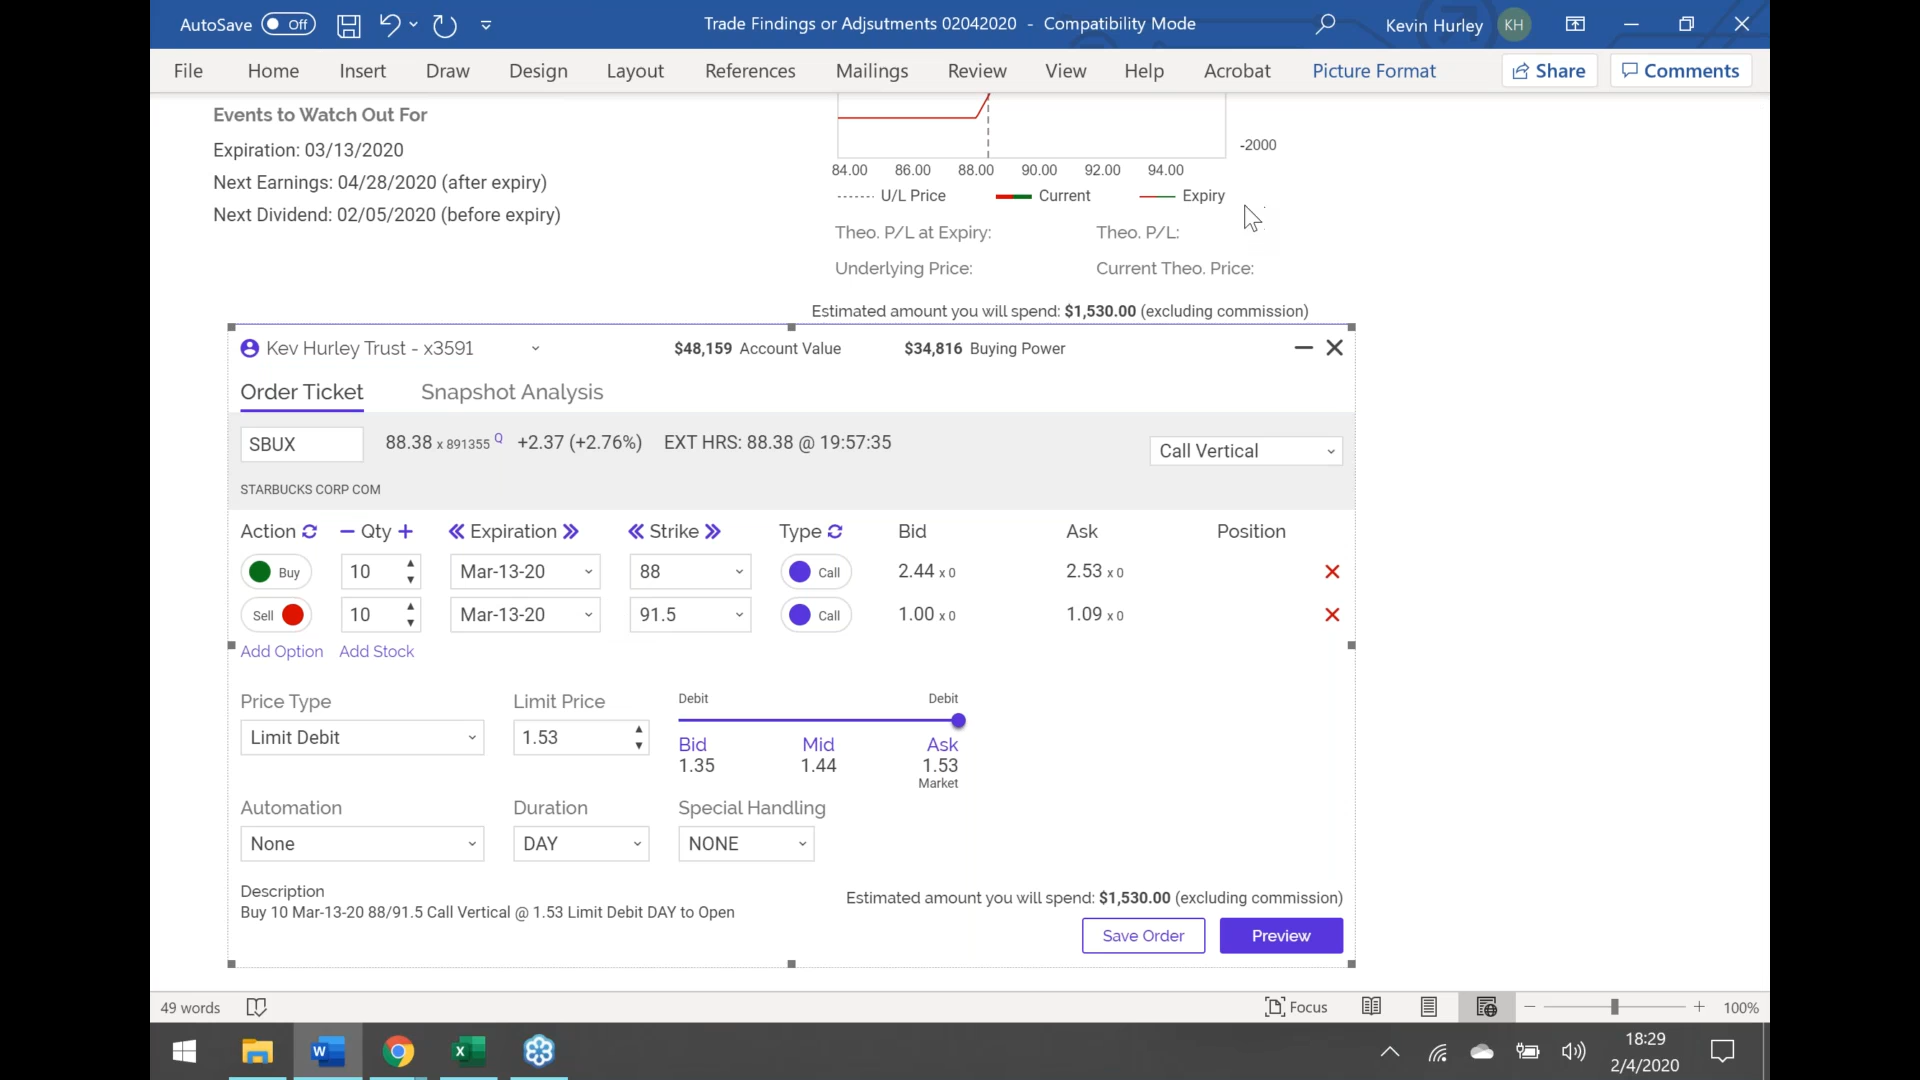 AutoSave Off
Trade Findings or Adjsutments 02042020 - Compatibility Mode
Kevin Hurley KH
File Home Insert Draw Design Layout References Mailings Review View Help Acrobat Picture Format Share Comments
Events to Watch Out For
Expiration: 03/13/2020
Next Earnings: 04/28/2020 (after expiry)
Next Dividend: 02/05/2020 (before expiry)
-2000
84.00 86.00 88.00 90.00 92.00 94.00
U/L Price Current Expiry
Theo. P/L at Expiry: Theo. P/L:
Underlying Price: Current Theo. Price:
Estimated amount you will spend: $1,530.00 (excluding commission)
Kev Hurley Trust - x3591 $48,159 Account Value $34,816 Buying Power
Order Ticket Snapshot Analysis
SBUX 88.38 x 891355 Q +2.37 (+2.76%) EXT HRS: 88.38 @ 19:57:35 Call Vertical
STARBUCKS CORP COM
Action Qty Expiration Strike Type Bid Ask Position
Buy 10 Mar-13-20 88 Call 2.44 x 0 2.53 x 0
Sell 10 Mar-13-20 91.5 Call 1.00 x 0 1.09 x 0
Add Option Add Stock
Price Type Limit Price Debit Debit
Limit Debit 1.53
Bid Mid Ask
1.35 1.44 1.53
Market
Automation Duration Special Handling
None DAY NONE
Description
Buy 10 Mar-13-20 88/91.5 Call Vertical @ 1.53 Limit Debit DAY to Open
Estimated amount you will spend: $1,530.00 (excluding commission)
Save Order Preview
49 words Focus 100%
18:29
2/4/2020